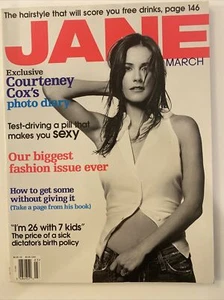 The hairstyle that will score you free drinks, page 146
JANE
MARCH
Exclusive
Courteney
Cox's
photo diary
Test-driving a pill that
makes you sexy
Our biggest
fashion issue ever
How to get some
without giving it
(Take a page from his book)
"I'm 26 with 7 kids"
The price of a sick
dictator's birth policy